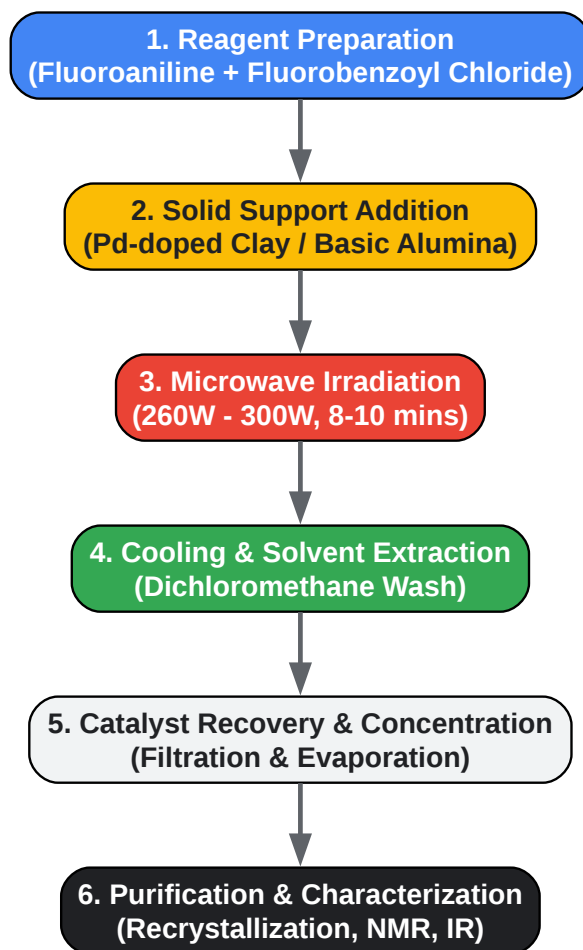 1. Reagent Preparation
(Fluoroaniline + Fluorobenzoyl Chloride)
2. Solid Support Addition
(Pd-doped Clay / Basic Alumina)
3. Microwave Irradiation
(260W - 300W, 8-10 mins)
4. Cooling & Solvent Extraction
(Dichloromethane Wash)
5. Catalyst Recovery & Concentration
(Filtration & Evaporation)
6. Purification & Characterization
(Recrystallization, NMR, IR)